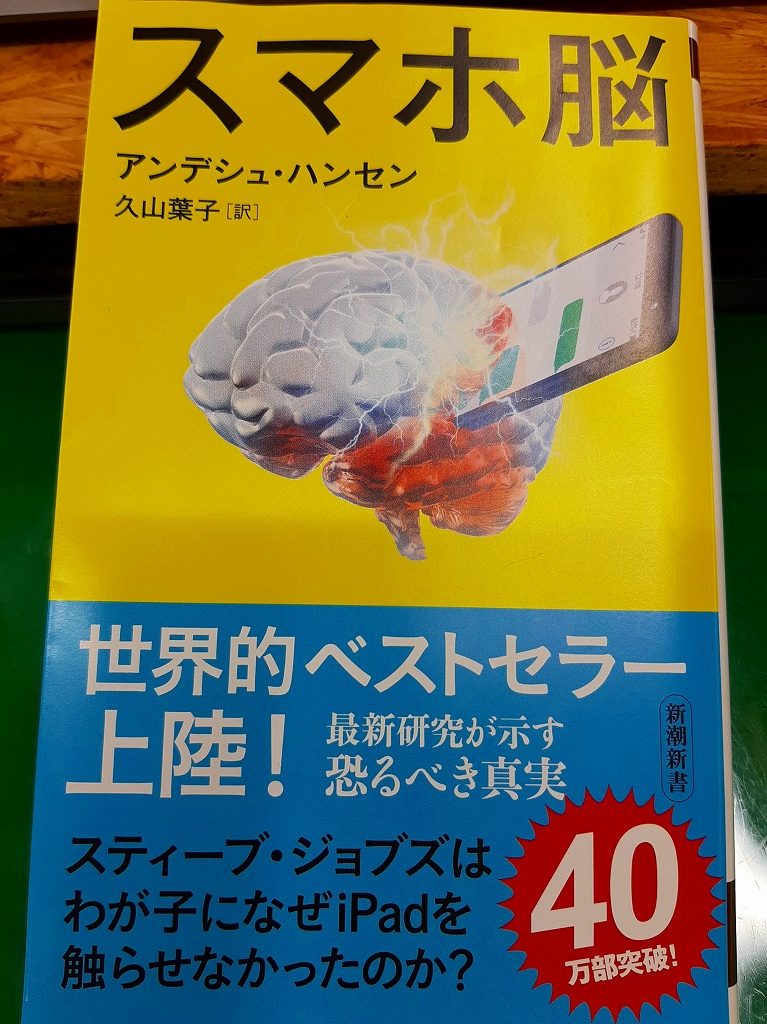 スマホ脳
アンデシュ・ハンセン
久山葉子[訳]
世界的ベストセラー
上陸!
最新研究が示す
恐るべき真実
新潮新書
スティーブ・ジョブズは
わが子になぜiPadを
触らせなかったのか?
40
万部突破!